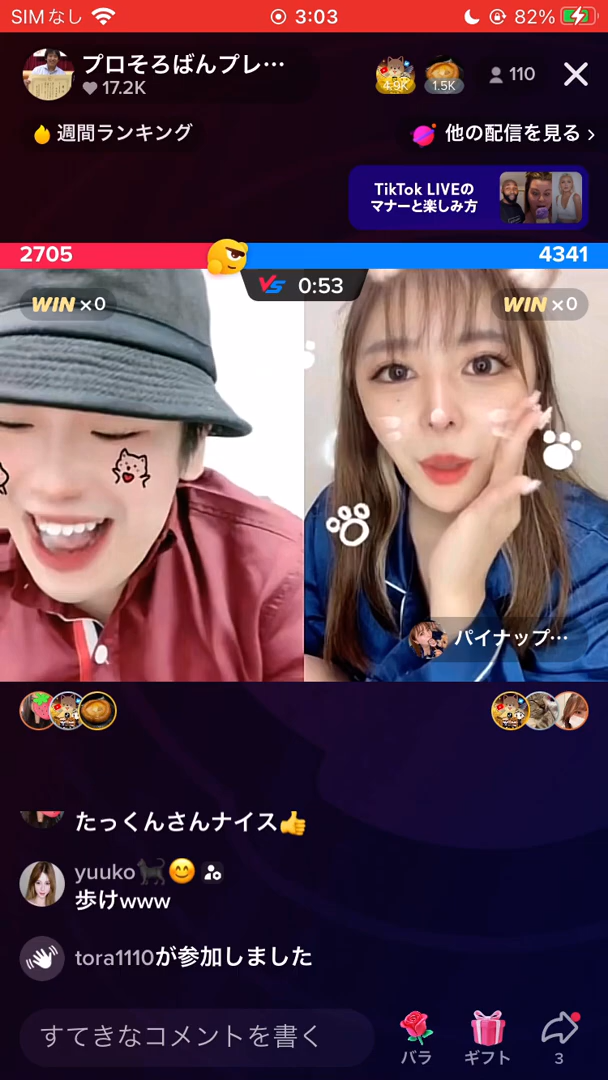 SIMなし 3:03 82%
プロそろばんプレ…
17.2K
4.9K 1.5K 110
週間ランキング 他の配信を見る
TikTok LIVEの
マナーと楽しみ方
2705 4341
VS 0:53
WIN ×0 WIN ×0
パイナップ…
たっくんさんナイス👍
yuuko🐈‍⬛😊
歩けwww
tora1110が参加しました
すてきなコメントを書く
バラ ギフト 3